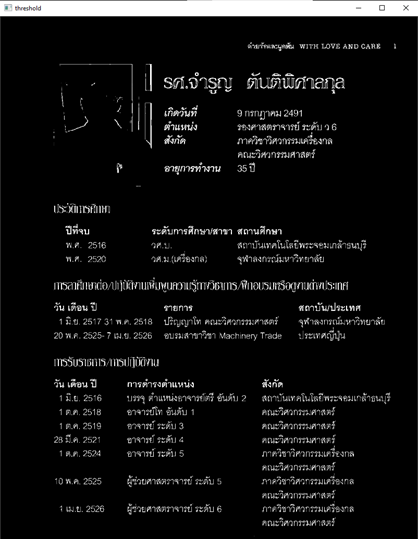 threshold
ด้วยรักและผูกพัน WITH LOVE AND CARE 1
รศ.จำรูญ ตันติพิศาลกุล
เกิดวันที่ 9 กรกฎาคม 2491
ตำแหน่ง รองศาสตราจารย์ ระดับ 6
สังกัด ภาควิชาวิศวกรรมเครื่องกล
คณะวิศวกรรมศาสตร์
อายุการทำงาน 35 ปี
ประวัติการศึกษา
ปีที่จบ ระดับการศึกษา/สาขา สถานศึกษา
พ.ศ. 2516 วศ.บ. สถาบันเทคโนโลยีพระจอมเกล้าธนบุรี
พ.ศ. 2520 วศ.ม.(เครื่องกล) จุฬาลงกรณ์มหาวิทยาลัย
การลาศึกษาต่อ/ปฏิบัติงานเพิ่มพูนความรู้ทางวิชาการ/ฝึกอบรมหรือดูงานต่างประเทศ
วัน เดือน ปี รายการ สถาบัน/ประเทศ
1 มิ.ย. 2517 31 พ.ค. 2518 ปริญญาโท คณะวิศวกรรมศาสตร์ จุฬาลงกรณ์มหาวิทยาลัย
20 พ.ค. 2525- 7 เม.ย. 2526 อบรมสาขาวิชา Machinery Trade ประเทศญี่ปุ่น
การรับราชการ/การปฏิบัติงาน
วัน เดือน ปี การดำรงตำแหน่ง สังกัด
1 มิ.ย. 2516 บรรจุ ตำแหน่งอาจารย์ตรี อันดับ 2 สถาบันเทคโนโลยีพระจอมเกล้าธนบุรี
1 ต.ค. 2518 อาจารย์โท อันดับ 1 คณะวิศวกรรมศาสตร์
1 ต.ค. 2519 อาจารย์ ระดับ 3 คณะวิศวกรรมศาสตร์
28 มี.ค. 2521 อาจารย์ ระดับ 4 คณะวิศวกรรมศาสตร์
1 ต.ค. 2524 อาจารย์ ระดับ 5 ภาควิชาวิศวกรรมเครื่องกล
คณะวิศวกรรมศาสตร์
10 พ.ค. 2525 ผู้ช่วยศาสตราจารย์ ระดับ 5 ภาควิชาวิศวกรรมเครื่องกล
คณะวิศวกรรมศาสตร์
1 เม.ย. 2526 ผู้ช่วยศาสตราจารย์ ระดับ 6 ภาควิชาวิศวกรรมเครื่องกล
คณะวิศวกรรมศาสตร์